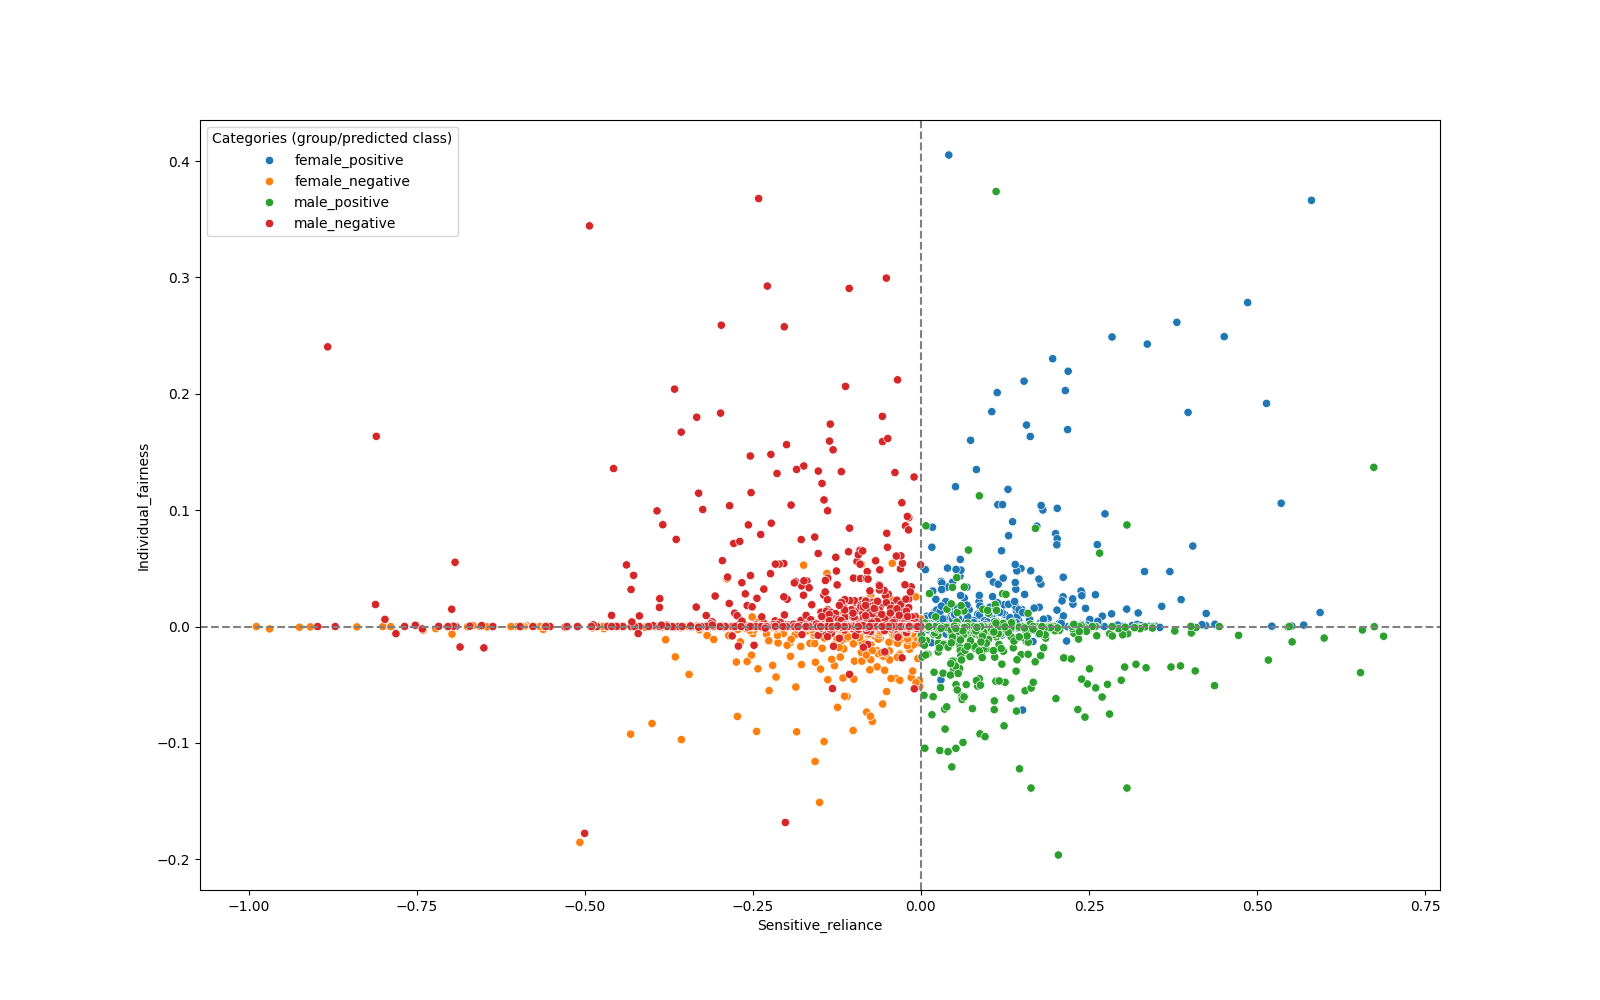 Categories (group/predicted class)
female_positive
female_negative
male_positive
male_negative
0.4
0.3
0.2
0.1
0.0
−0.1
−0.2
Individual_fairness
−1.00
−0.75
−0.50
−0.25
0.00
0.25
0.50
0.75
Sensitive_reliance